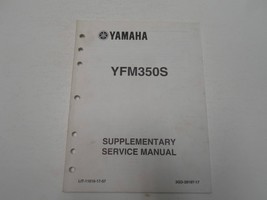 YAMAHA
YFM350S
SUPPLEMENTARY
SERVICE MANUAL